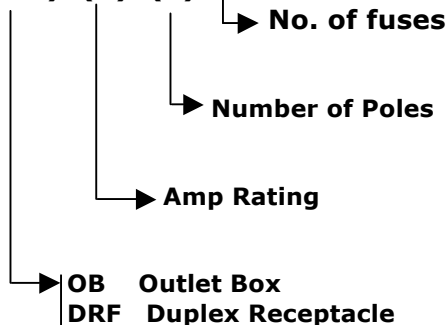 No. of fuses
Number of Poles
Amp Rating
OB Outlet Box
DRF Duplex Receptacle